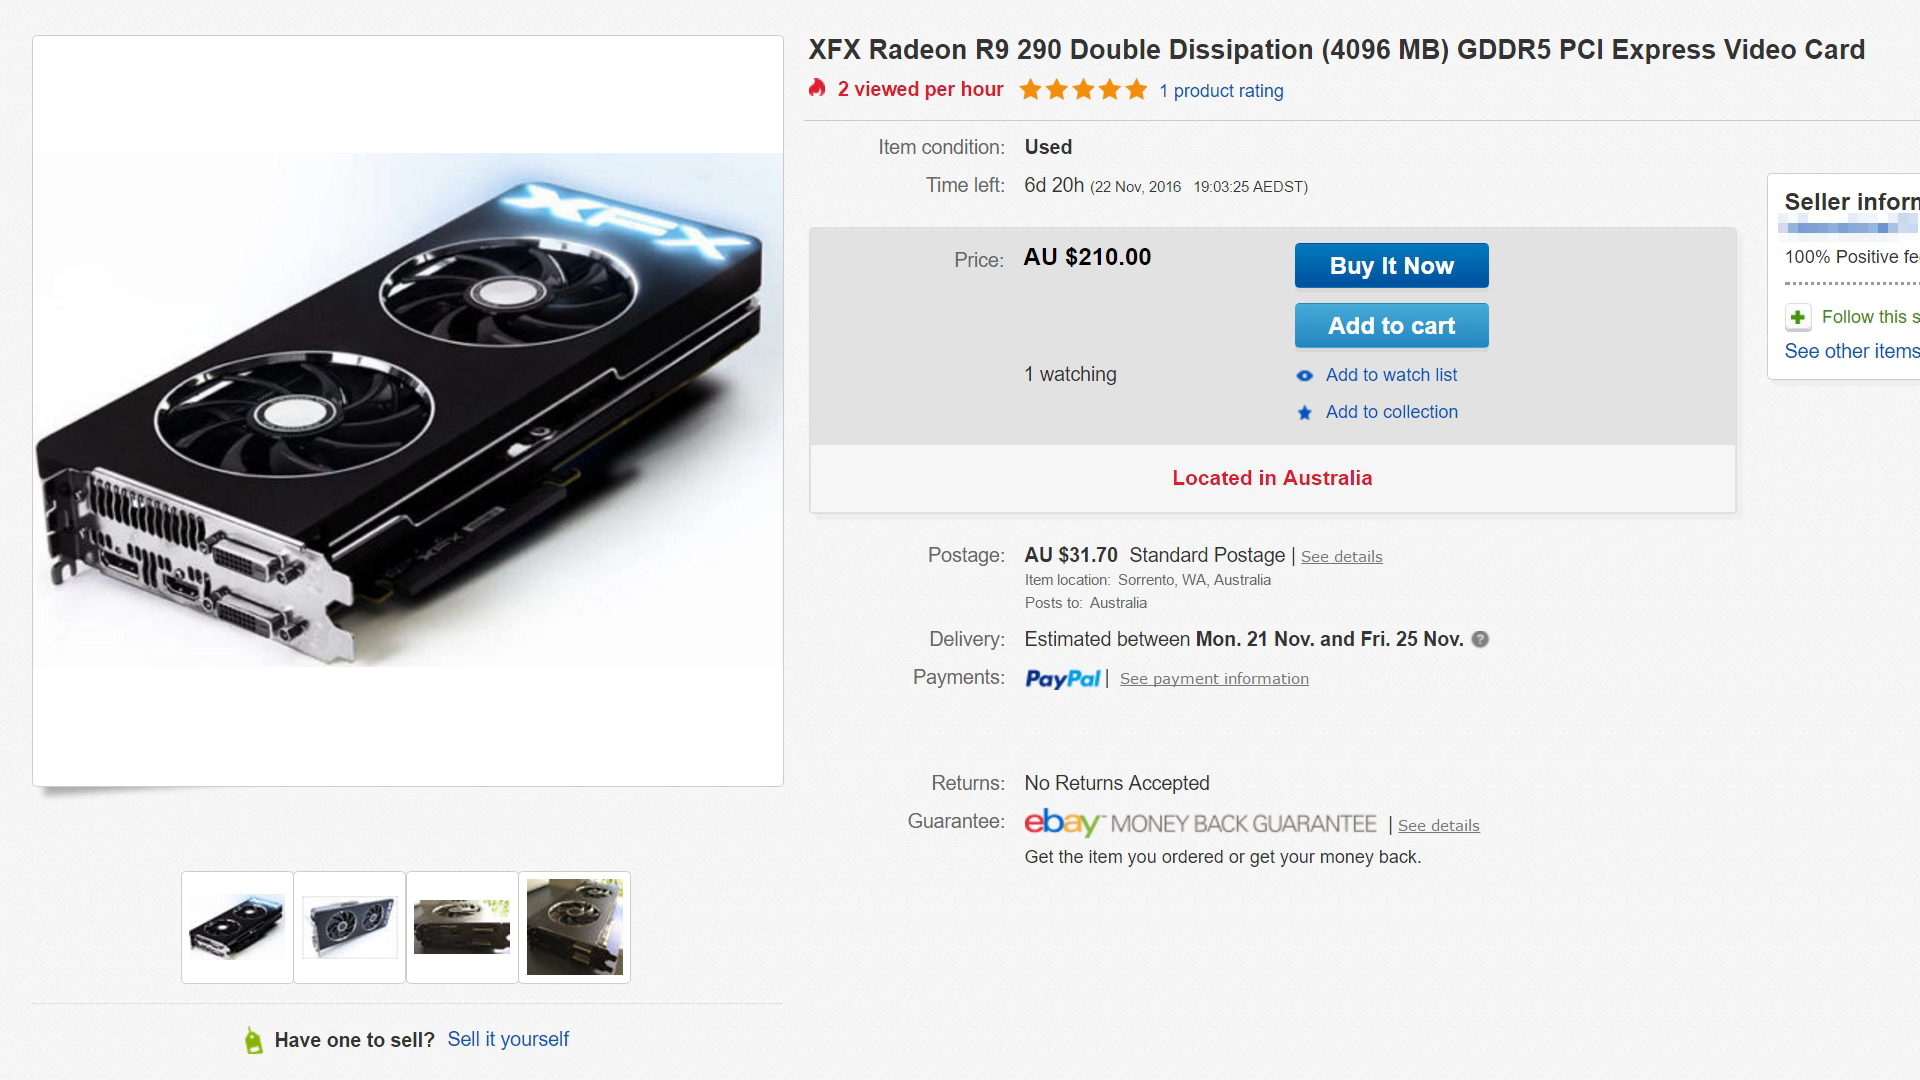 XFX
XFX Radeon R9 290 Double Dissipation (4096 MB) GDDR5 PCI Express Video Card
2 viewed per hour 1 product rating
Item condition: Used
Time left: 6d 20h (22 Nov, 2016 19:03:25 AEDST)
Price: AU $210.00
Buy It Now
Add to cart
1 watching
Add to watch list
Add to collection
Located in Australia
Postage: AU $31.70 Standard Postage | See details
Item location: Sorrento, WA, Australia
Posts to: Australia
Delivery: Estimated between Mon. 21 Nov. and Fri. 25 Nov. ?
Payments: PayPal | See payment information
Returns: No Returns Accepted
Guarantee: ebay™ MONEY BACK GUARANTEE | See details
Get the item you ordered or get your money back.
Seller inforn
100% Positive fe
Follow this s
See other items
Have one to sell? Sell it yourself